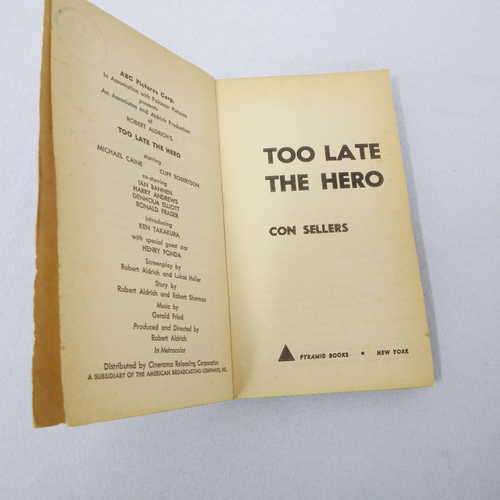 ABC Pictures Corp.
In Association with Palomar Pictures
presents
An Associates and Aldrich Production
of
ROBERT ALDRICH'S
TOO LATE THE HERO
starring
MICHAEL CAINE CLIFF ROBERTSON
co-starring
IAN BANNEN
HARRY ANDREWS
DENHOLM ELLIOTT
RONALD FRASER
introducing
KEN TAKAKURA
with special guest star
HENRY FONDA
Screenplay by
Robert Aldrich and Lukas Heller
Story by
Robert Aldrich and Robert Sherman
Music by
Gerald Fried
Produced and Directed by
Robert Aldrich
In Metrocolor
Distributed by Cinerama Releasing Corporation
A SUBSIDIARY OF THE AMERICAN BROADCASTING COMPANIES, INC.
TOO LATE
THE HERO
CON SELLERS
PYRAMID BOOKS • NEW YORK